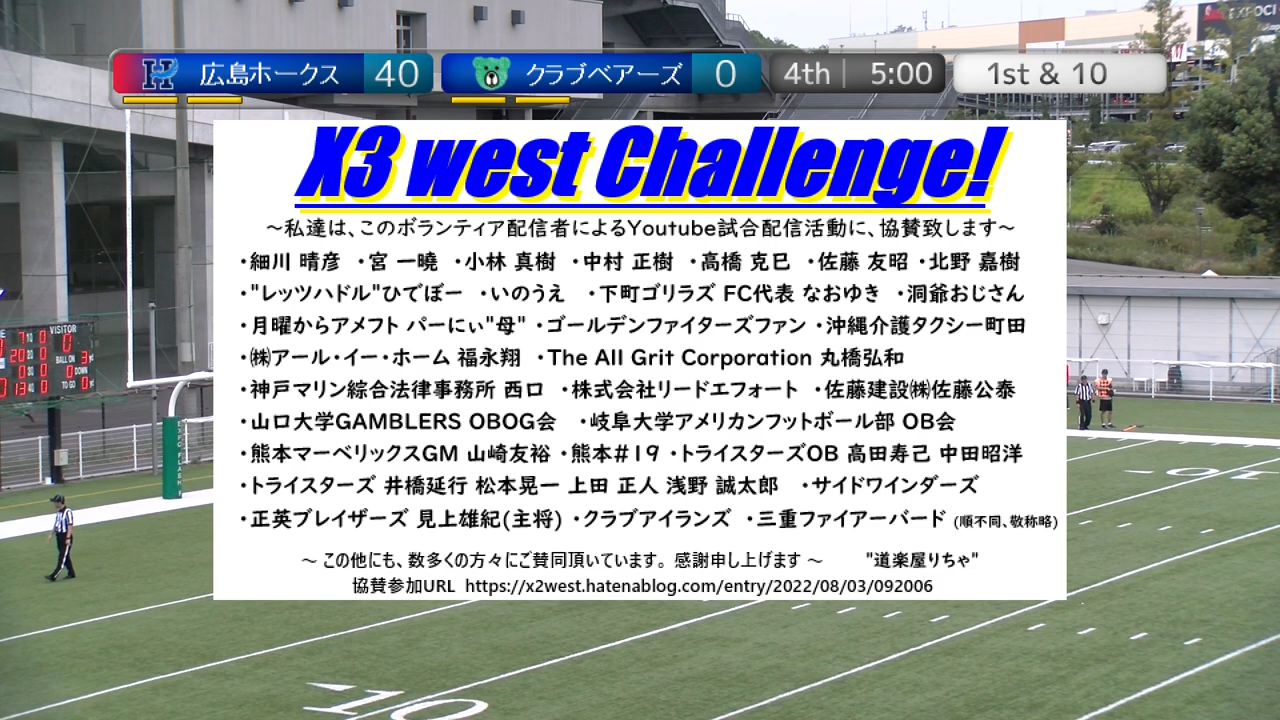 広島ホークス 40 クラブベアーズ 0 4th 5:00 1st & 10
X3 west Challenge!
～私達は、このボランティア配信者によるYoutube試合配信活動に、協賛致します～
・細川 晴彦 ・宮 一曉 ・小林 真樹 ・中村 正樹 ・高橋 克巳 ・佐藤 友昭 ・北野 嘉樹
・"レッツハドル"ひでぼー ・いのうえ ・下町ゴリラズ FC代表 なおゆき ・洞爺おじさん
・月曜からアメフト パーにぃ"母" ・ゴールデンファイターズファン ・沖縄介護タクシー町田
・㈱アール・イー・ホーム 福永翔 ・The All Grit Corporation 丸橋弘和
・神戸マリン綜合法律事務所 西口 ・株式会社リードエフォート ・佐藤建設㈱佐藤公泰
・山口大学GAMBLERS OBOG会 ・岐阜大学アメリカンフットボール部 OB会
・熊本マーベリックスGM 山崎友裕 ・熊本#19 ・トライスターズOB 高田寿己 中田昭洋
・トライスターズ 井橋延行 松本晃一 上田 正人 浅野 誠太郎 ・サイドワインダーズ
・正英ブレイザーズ 見上雄紀(主将) ・クラブアイランズ ・三重ファイアーバード (順不同、敬称略)
～ この他にも、数多くの方々にご賛同頂いています。感謝申し上げます ～ "道楽屋りちゃ"
協賛参加URL https://x2west.hatenablog.com/entry/2022/08/03/092006
EXPOCI
VISITOR
BALL ON
DOWN
TO GO
EXPO FLASH F
10